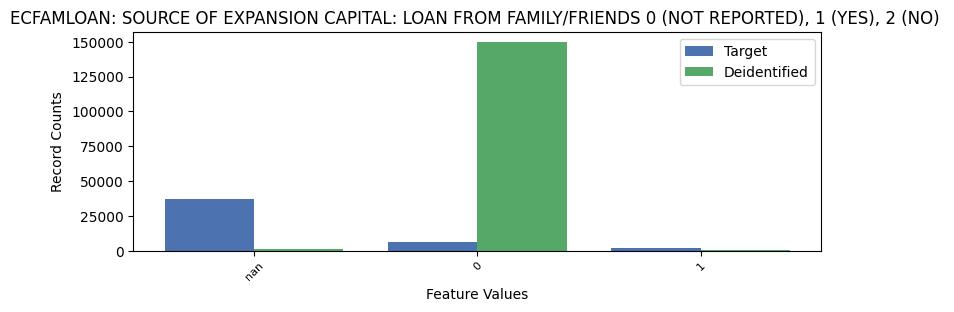 ECFAMLOAN: SOURCE OF EXPANSION CAPITAL: LOAN FROM FAMILY/FRIENDS 0 (NOT REPORTED), 1 (YES), 2 (NO)
Target
Deidentified
Record Counts
150000
125000
100000
75000
50000
25000
0
nan
0
1
Feature Values